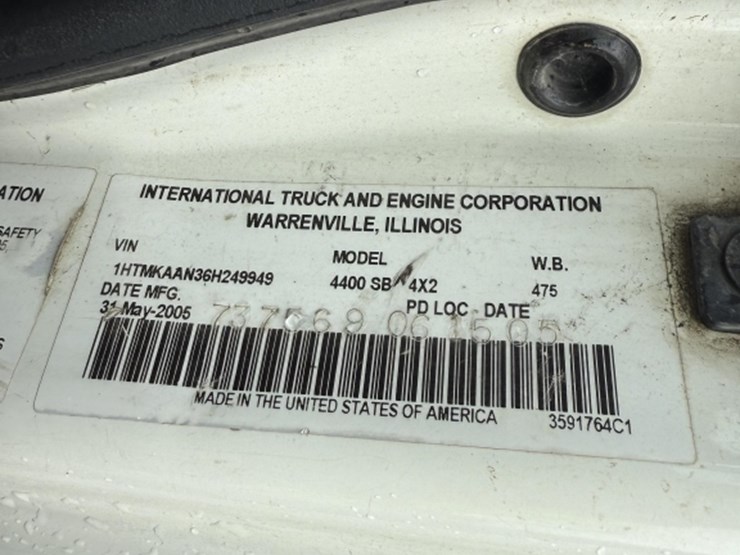 ATION
SAFETY
INTERNATIONAL TRUCK AND ENGINE CORPORATION
WARRENVILLE, ILLINOIS
VIN MODEL W.B.
1HTMKAAN36H249949 4400 SB 4X2 475
DATE MFG. PD LOC - DATE
31-May-2005 061505
MADE IN THE UNITED STATES OF AMERICA 3591764C1